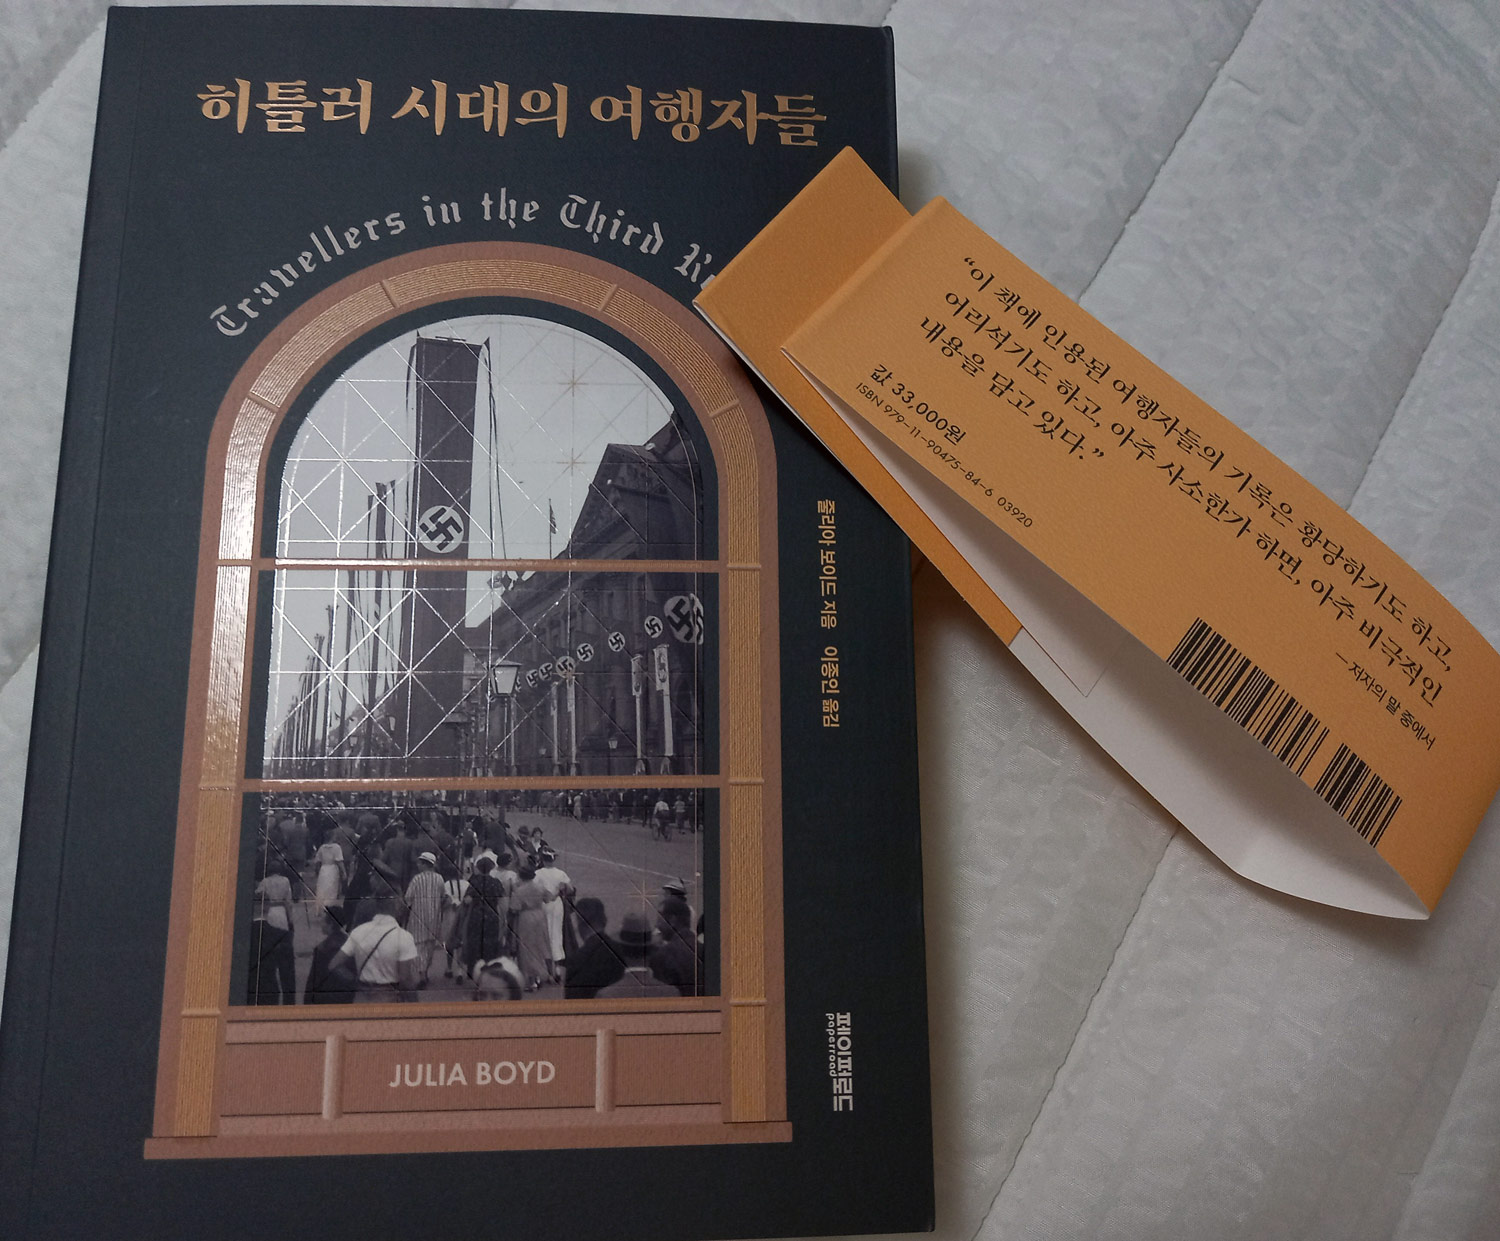 히틀러 시대의 여행자들
Travellers in the Third
줄리아 보이드 지음 이종인 옮김
JULIA BOYD
페이퍼로드
paperroad
“이 책에 인용된 여행자들의 기록은 황당하기도 하고,
어리석기도 하고, 아주 사소한가 하면, 아주 비극적인
내용을 담고 있다.”
—저자의 말 중에서
값 33,000원
ISBN 979-11-90475-84-6 03920